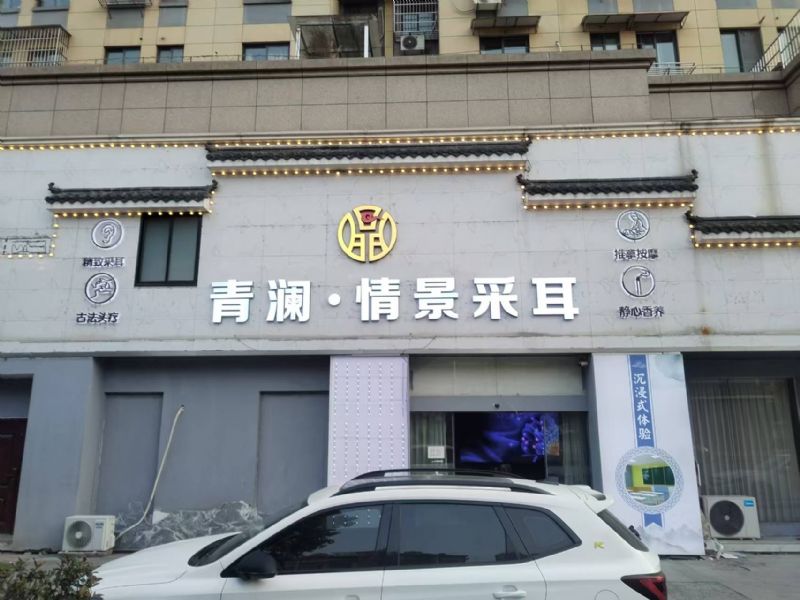 精致采耳
古法头疗
青澜·情景采耳
推拿按摩
静心香养
沉浸式体验